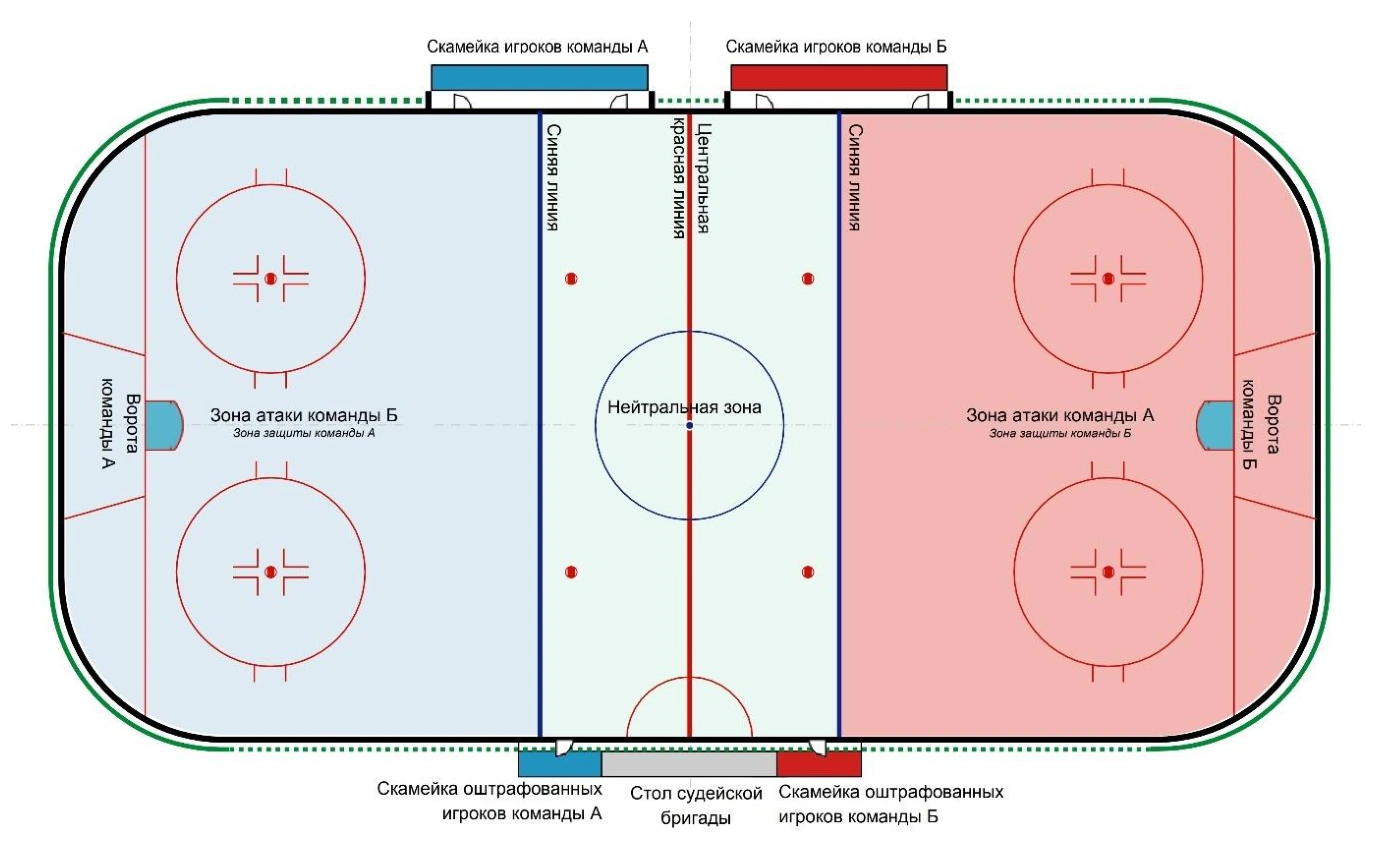 Скамейка игроков команды А
Скамейка игроков команды Б
Синяя линия
Центральная
красная линия
Синяя линия
Ворота
команды А
Зона атаки команды Б
Зона защиты команды А
Нейтральная зона
Зона атаки команды А
Зона защиты команды Б
Ворота
команды Б
Скамейка оштрафованных
игроков команды А
Стол судейской
бригады
Скамейка оштрафованных
игроков команды Б